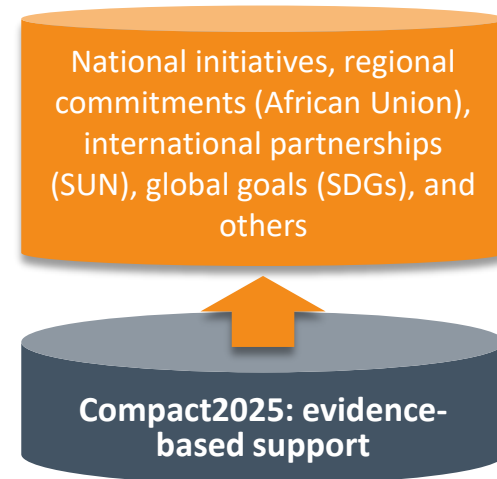 National initiatives, regional
commitments (African Union),
international partnerships
(SUN), global goals (SDGs), and
others
Compact2025: evidence-
based support